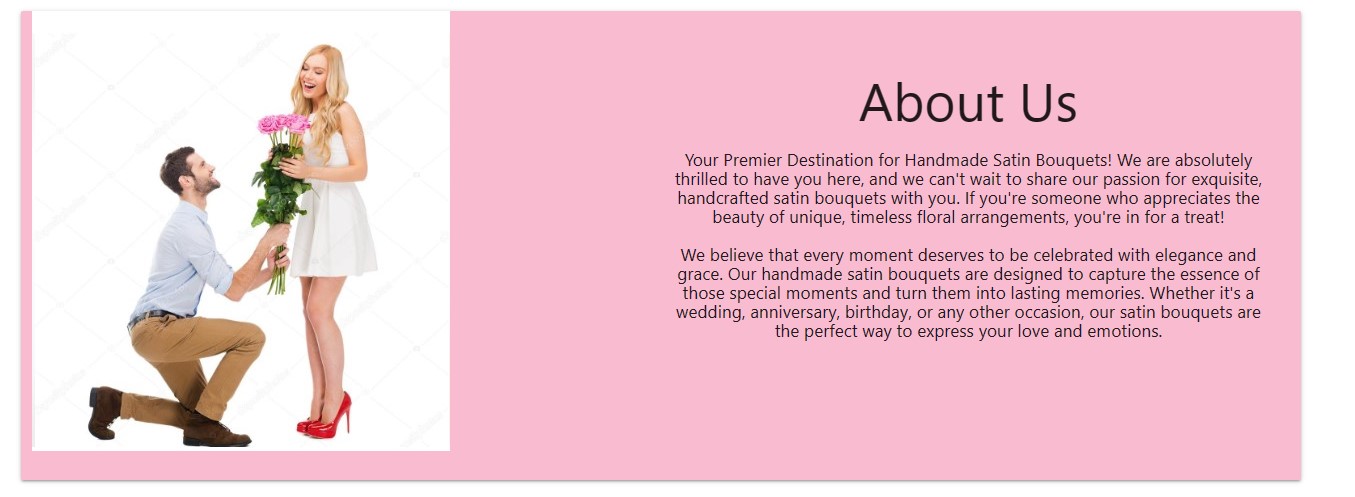 About Us
Your Premier Destination for Handmade Satin Bouquets! We are absolutely
thrilled to have you here, and we can't wait to share our passion for exquisite,
handcrafted satin bouquets with you. If you're someone who appreciates the
beauty of unique, timeless floral arrangements, you're in for a treat!
We believe that every moment deserves to be celebrated with elegance and
grace. Our handmade satin bouquets are designed to capture the essence of
those special moments and turn them into lasting memories. Whether it's a
wedding, anniversary, birthday, or any other occasion, our satin bouquets are
the perfect way to express your love and emotions.